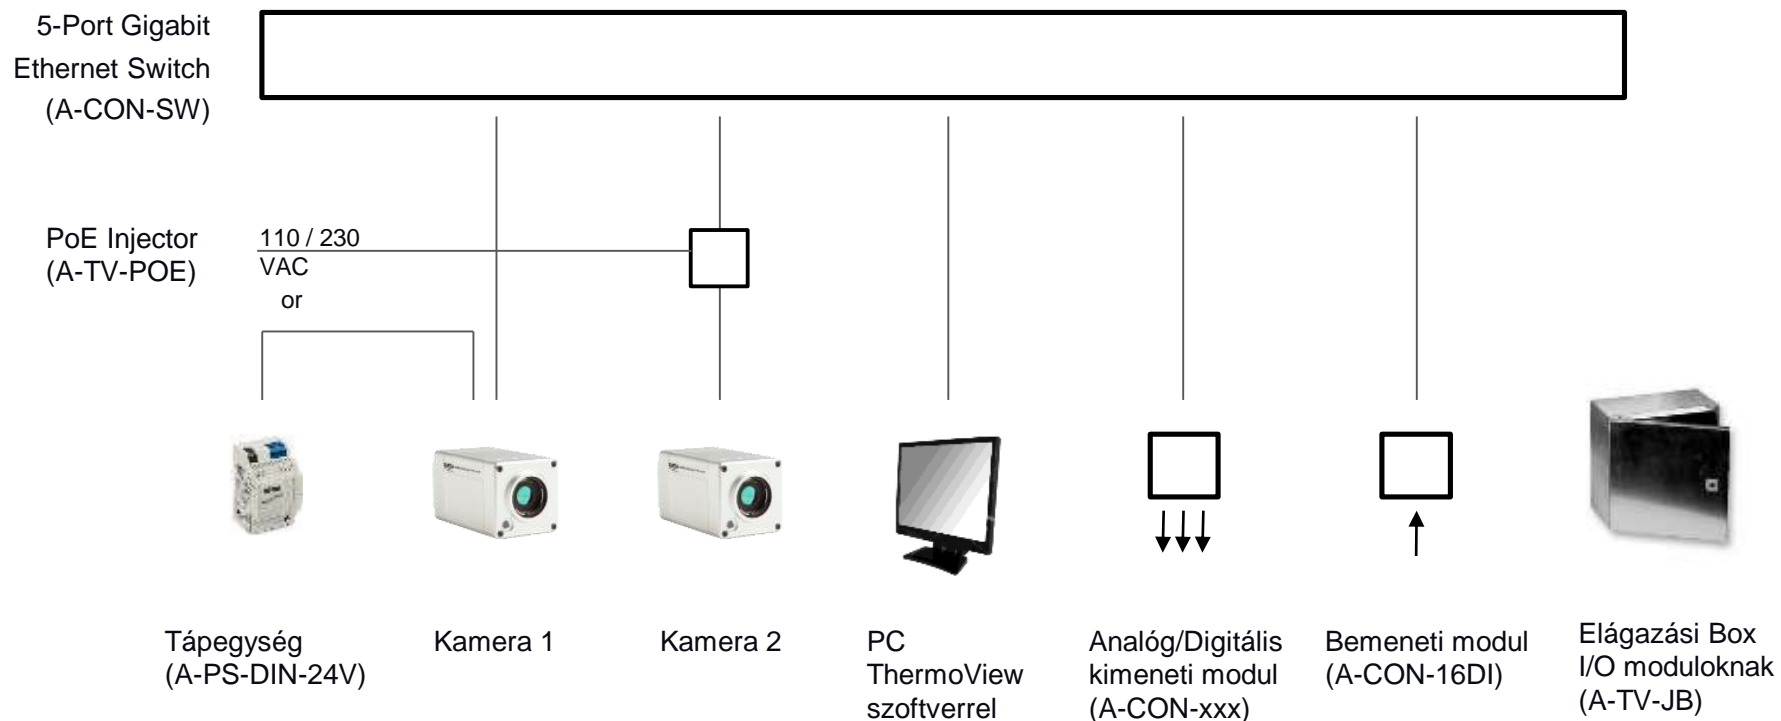 5-Port Gigabit
Ethernet Switch
(A-CON-SW)
PoE Injector
(A-TV-POE)
110 / 230
VAC
or
Tápegység
(A-PS-DIN-24V)
Kamera 1
Kamera 2
PC
ThermoView
szoftverrel
Analóg/Digitális
kimeneti modul
(A-CON-xxx)
Bemeneti modul
(A-CON-16DI)
Elágazási Box
I/O moduloknak
(A-TV-JB)